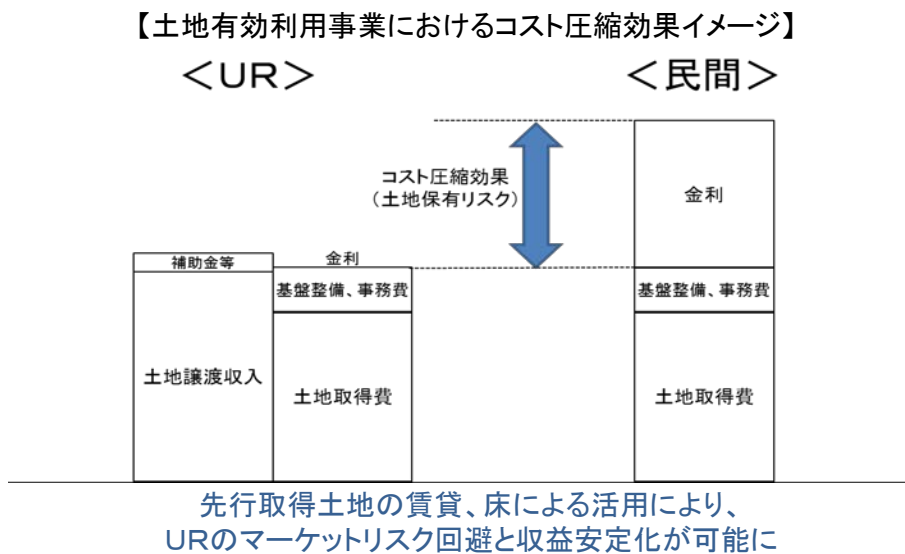 【土地有効利用事業におけるコスト圧縮効果イメージ】
＜ＵＲ＞
＜民間＞
コスト圧縮効果
（土地保有リスク）
金利
補助金等
金利
基盤整備、事務費
基盤整備、事務費
土地譲渡収入
土地取得費
土地取得費
先行取得土地の賃貸、床による活用により、
ＵＲのマーケットリスク回避と収益安定化が可能に